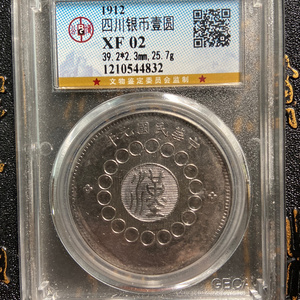 1912
四川银币壹圆
XF 02
39.2*2.3mm,25.7g
1210544832
★ 文物鉴定委员会监制 ★
年元國民華中
漢
GECA